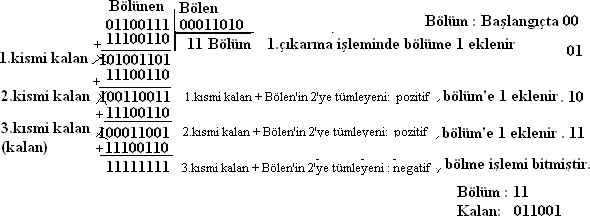 Bölünen Bölen
01100111 00011010 Bölüm : Başlangıçta 00
+ 11100110 11 Bölüm 1.çıkarma işleminde bölüme 1 eklenir 01
1.kismi kalan 101001101
+ 11100110
2.kısmi kalan 100110011 1.kısmi kalan + Bölen'in 2'ye tümleyeni: pozitif , bölüm'e 1 eklenir . 10
+ 11100110
3.kısmi kalan 100011001 2.kısmi kalan + Bölen'in 2'ye tümleyeni: pozitif , bölüm'e 1 eklenir . 11
(kalan) +11100110
11111111 3.kısmi kalan + Bölen'in 2'ye tümleyeni : negatif , bölme işlemi bitmiştir.
Bölüm : 11
Kalan: 011001